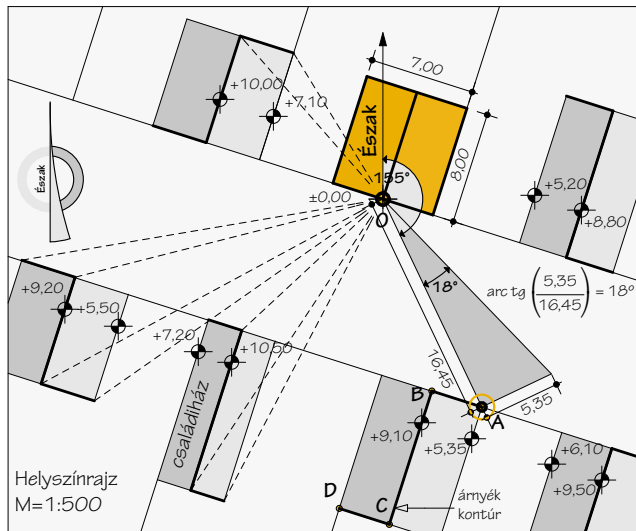 +10,00
+7,10
7,00
Észak
155°
8,00
Észak
±0,00
O
+5,20
+8,80
18°
arc tg (5,35/16,45) = 18°
+9,20
+5,50
+7,20
+10,50
családiház
16,45
5,35
B
A
+9,10
+5,35
+6,10
+9,50
D
C
árnyék
kontúr
Helyszínrajz
M=1:500